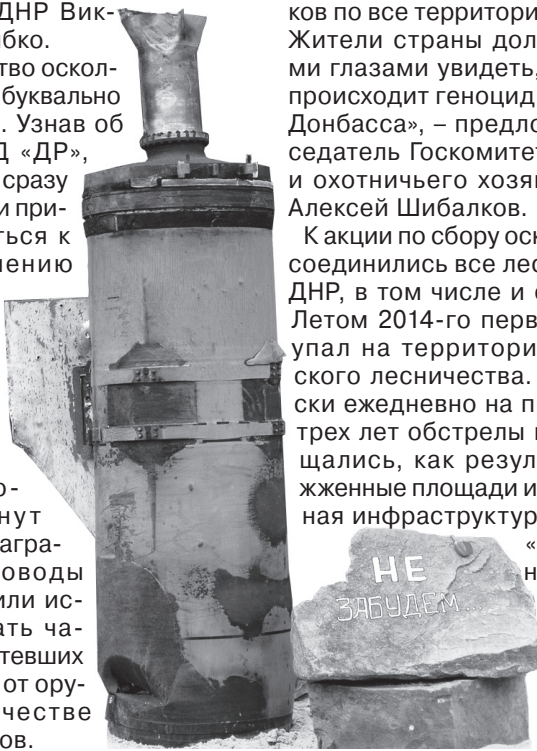 ДНР Вик-
бко.
тво оскол-
буквально
. Узнав об
Д «ДР»,
сразу
и при-
ться к
лению
о-
нут
агра-
оводы
или ис-
ать ча-
тевших
от ору-
честве
ов.
ков по все территори
Жители страны дол
ми глазами увидеть,
происходит геноцид
Донбасса», – предло
седатель Госкомитет
и охотничьего хозя
Алексей Шибалков.
К акции по сбору оск
соединились все лес
ДНР, в том числе и
Летом 2014-го перв
упал на территори
ского лесничества.
ски ежедневно на п
трех лет обстрелы
щались, как резул
жженные площади и
ная инфраструктур
«
н
НЕ
ЗАБУДЕМ...